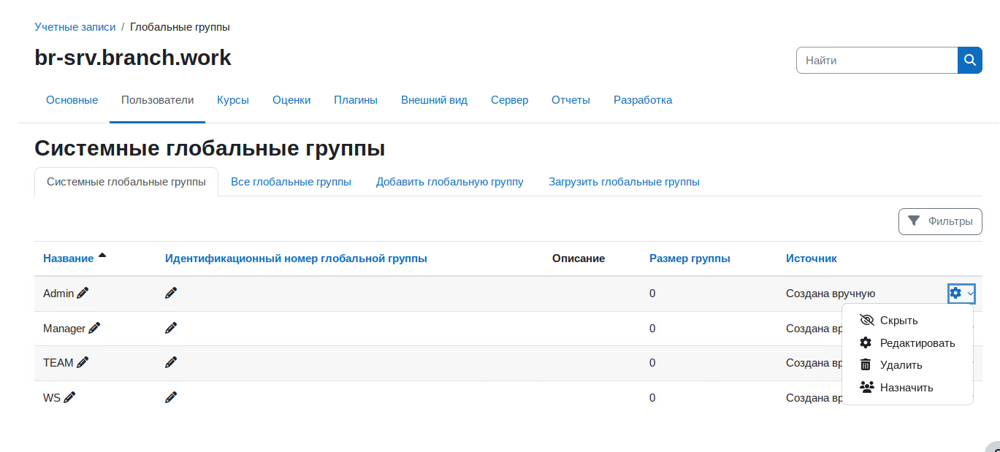 Учетные записи / Глобальные группы
br-srv.branch.work
Найти
Основные Пользователи Курсы Оценки Плагины Внешний вид Сервер Отчеты Разработка
Системные глобальные группы
Системные глобальные группы Все глобальные группы Добавить глобальную группу Загрузить глобальные группы
Фильтры
Название Идентификационный номер глобальной группы Описание Размер группы Источник
Admin 0 Создана вручную
Скрыть
Manager 0 Создана вр
Редактировать
TEAM 0 Создана вр
Удалить
Назначить
WS 0 Создана вр